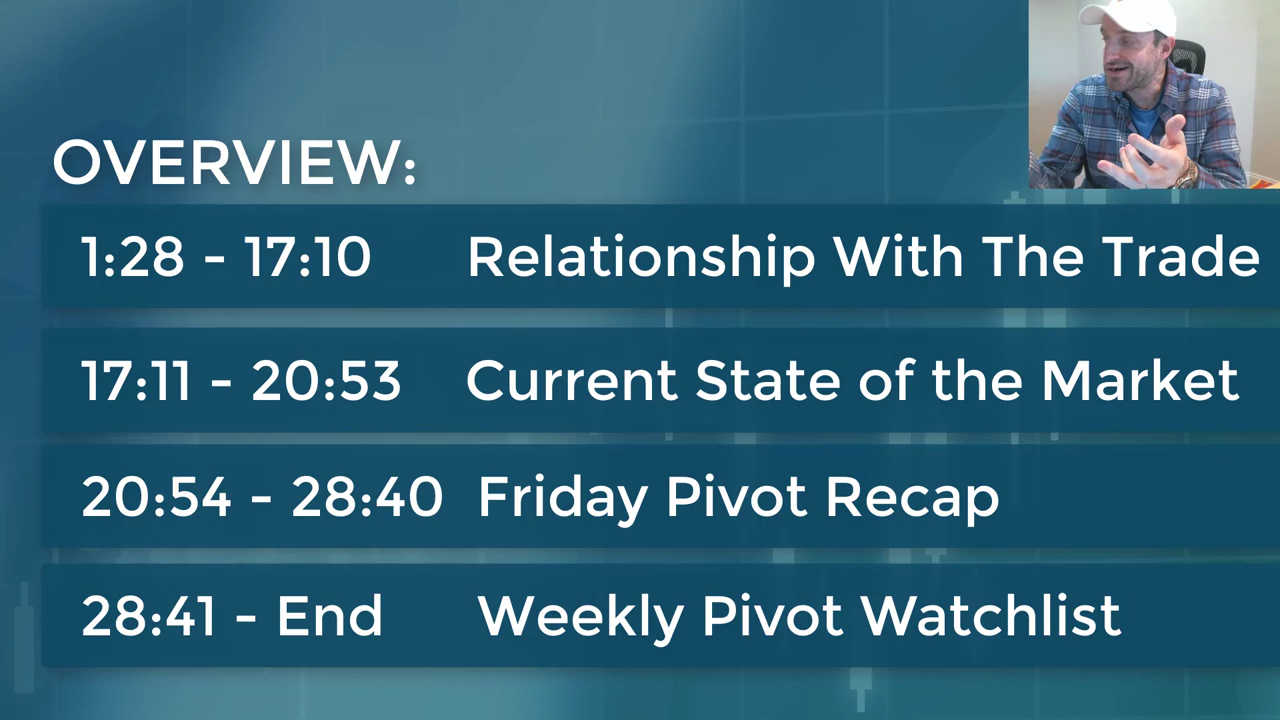 OVERVIEW:
1:28 - 17:10 Relationship With The Trade
17:11 - 20:53 Current State of the Market
20:54 - 28:40 Friday Pivot Recap
28:41 - End Weekly Pivot Watchlist